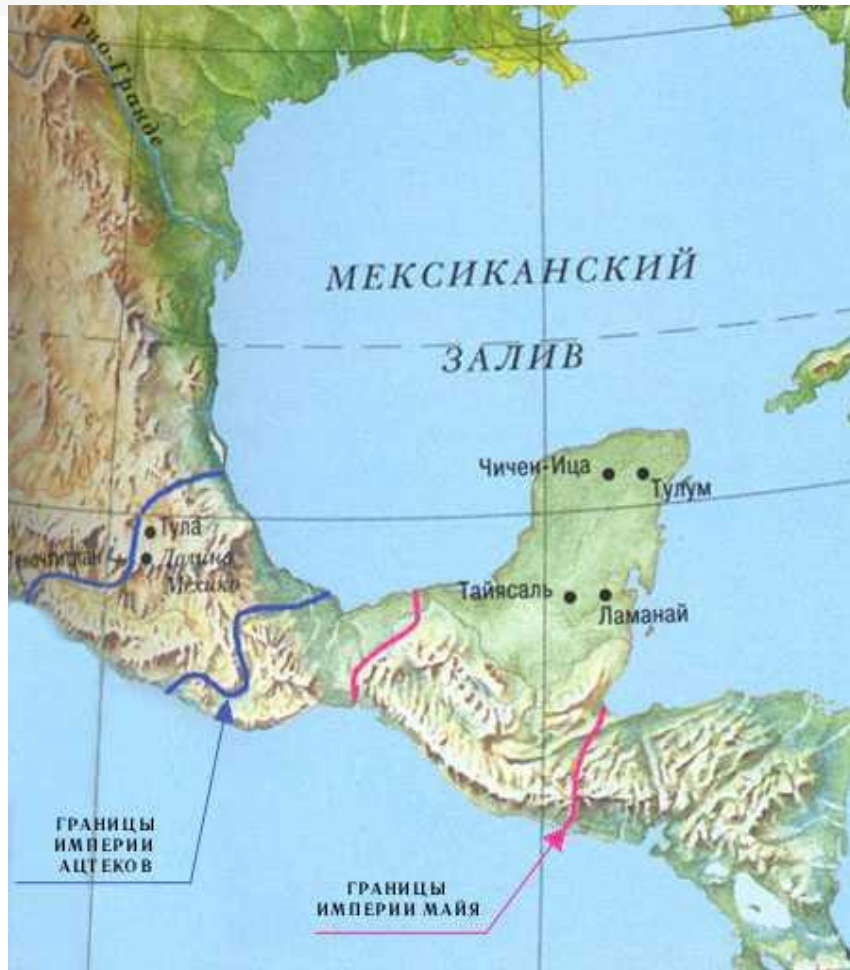 Рио-Гранде
МЕКСИКАНСКИЙ
ЗАЛИВ
Чичен-Ица
Тулум
Тула
Долина
Мехико
Тайясаль
Ламанай
ГРАНИЦЫ
ИМПЕРИИ
АЦТЕКОВ
ГРАНИЦЫ
ИМПЕРИИ МАЙЯ